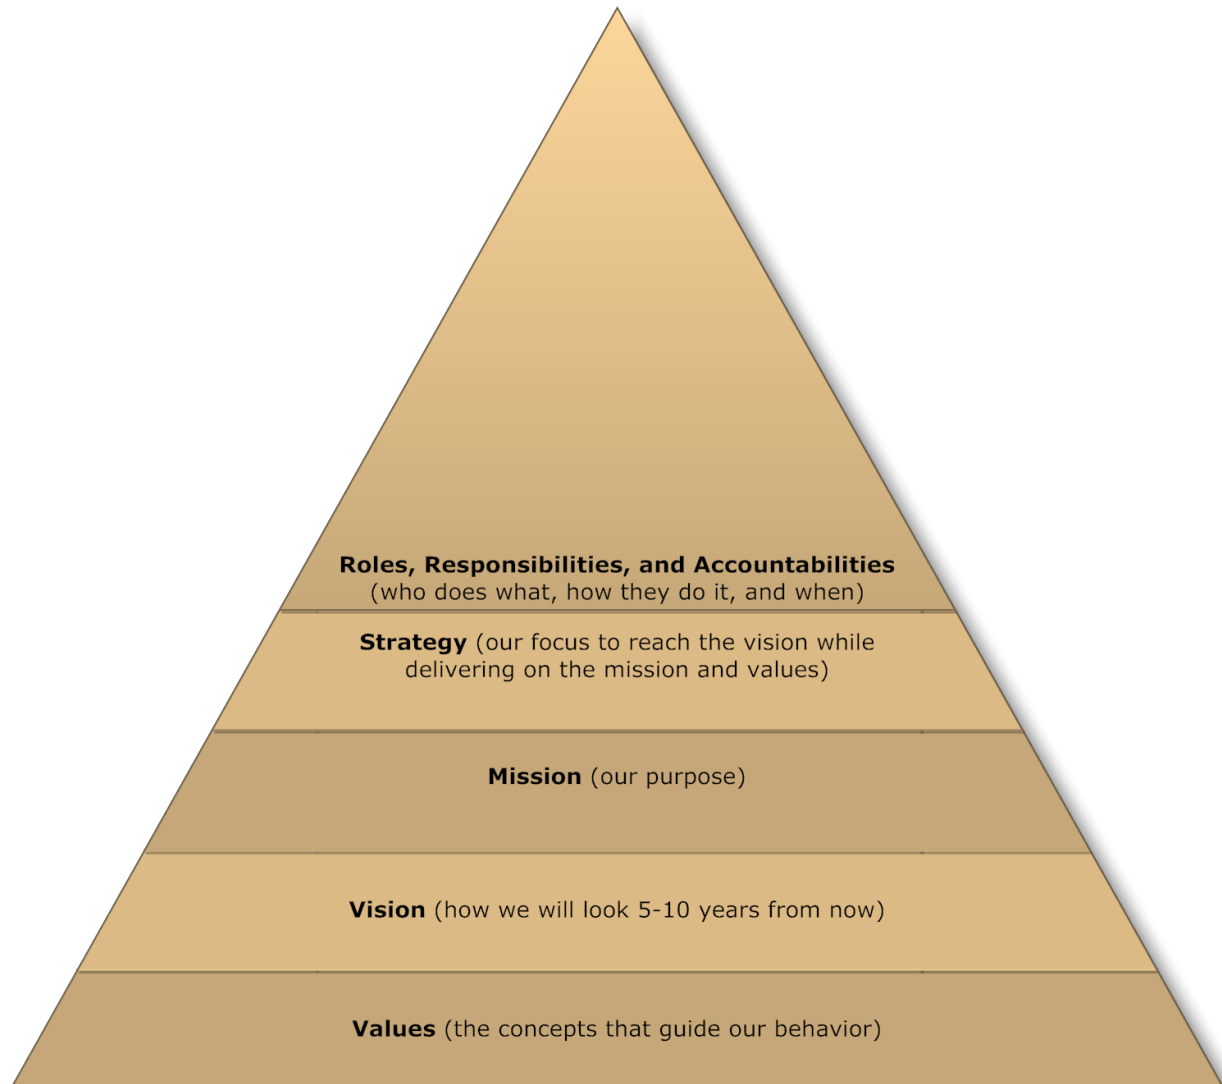 Roles, Responsibilities, and Accountabilities
(who does what, how they do it, and when)
Strategy (our focus to reach the vision while
delivering on the mission and values)
Mission (our purpose)
Vision (how we will look 5-10 years from now)
Values (the concepts that guide our behavior)